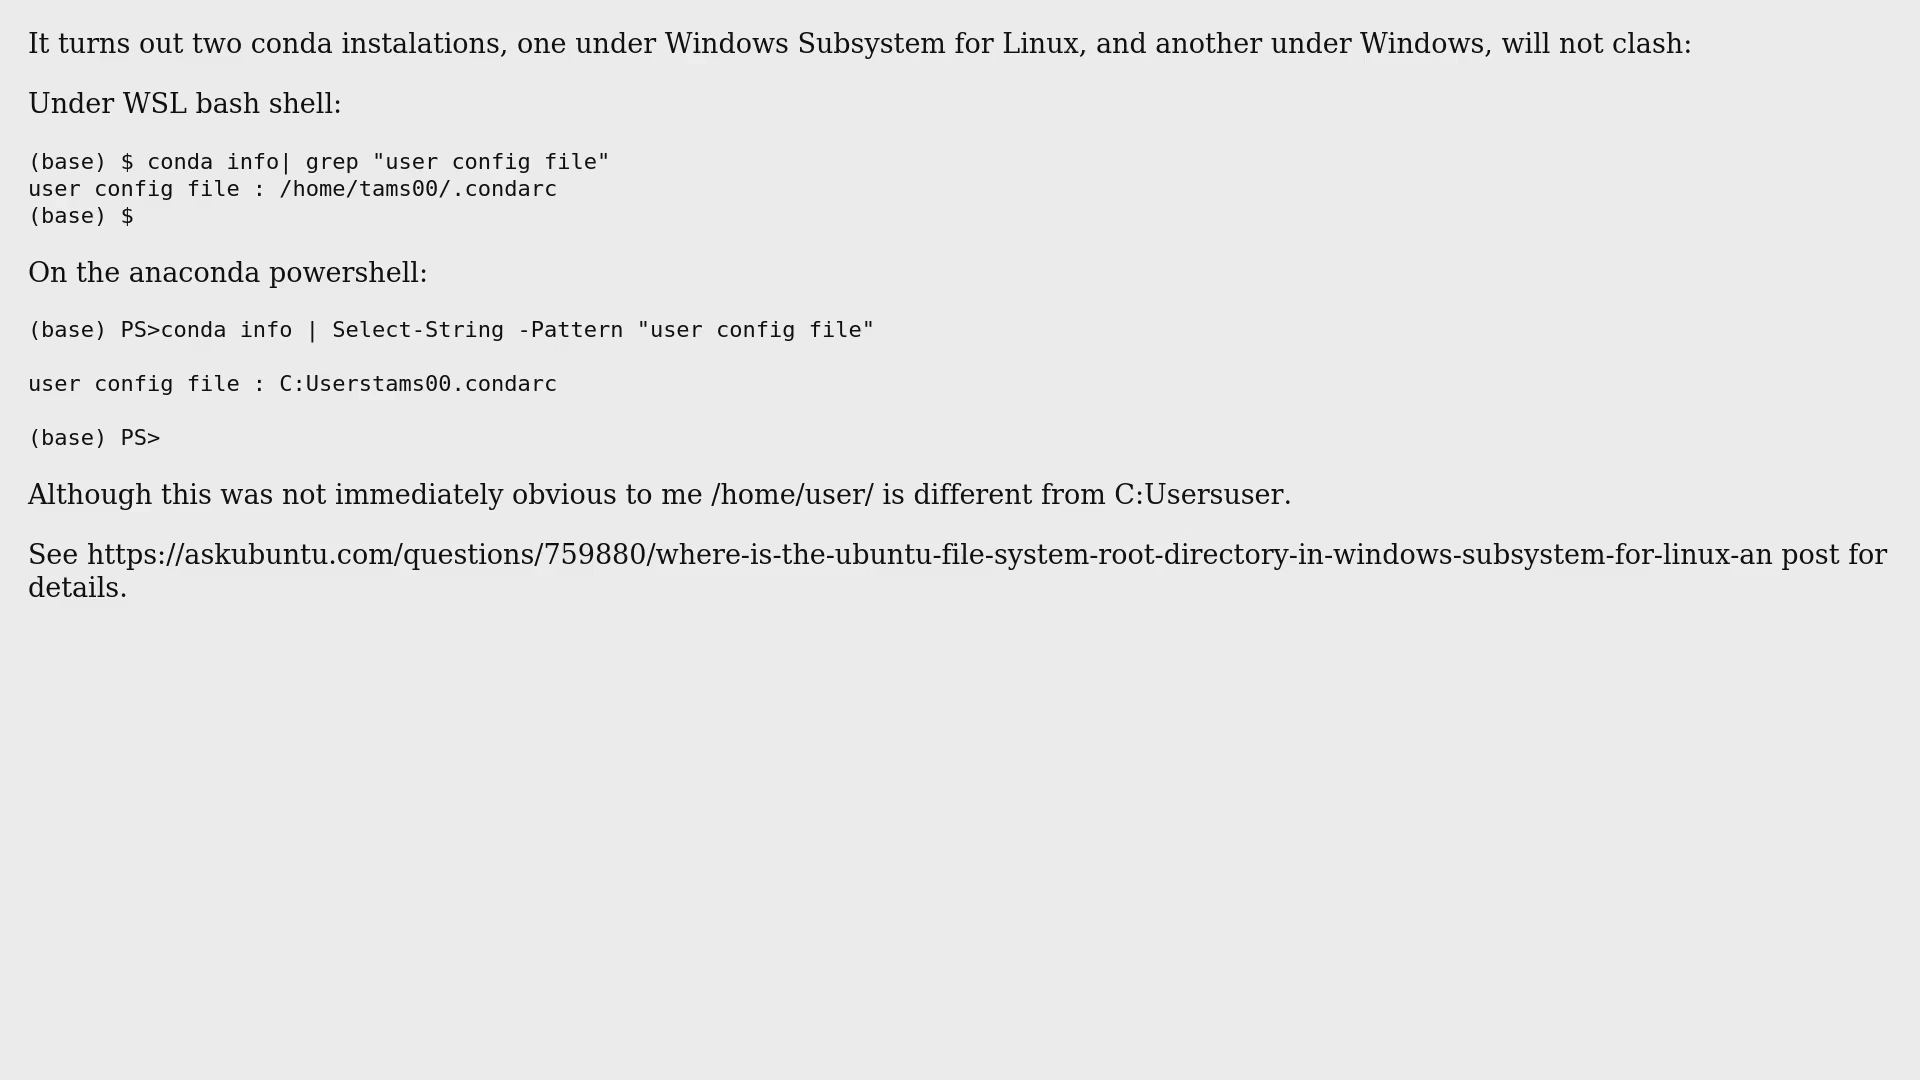 It turns out two conda instalations, one under Windows Subsystem for Linux, and another under Windows, will not clash:
Under WSL bash shell:
(base) $ conda info| grep "user config file"
user config file : /home/tams00/.condarc
(base) $
On the anaconda powershell:
(base) PS>conda info | Select-String -Pattern "user config file"
user config file : C:Userstams00.condarc
(base) PS>
Although this was not immediately obvious to me /home/user/ is different from C:Usersuser.
See https://askubuntu.com/questions/759880/where-is-the-ubuntu-file-system-root-directory-in-windows-subsystem-for-linux-an post for
details.